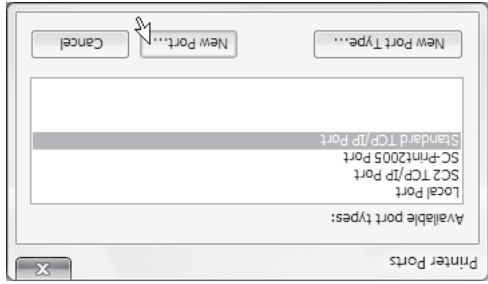 Printer Ports
X
Available port types:
Local Port
SC2 TCP/IP Port
SC-Print2005 Port
Standard TCP/IP Port
New Port Type...
New Port...
Cancel